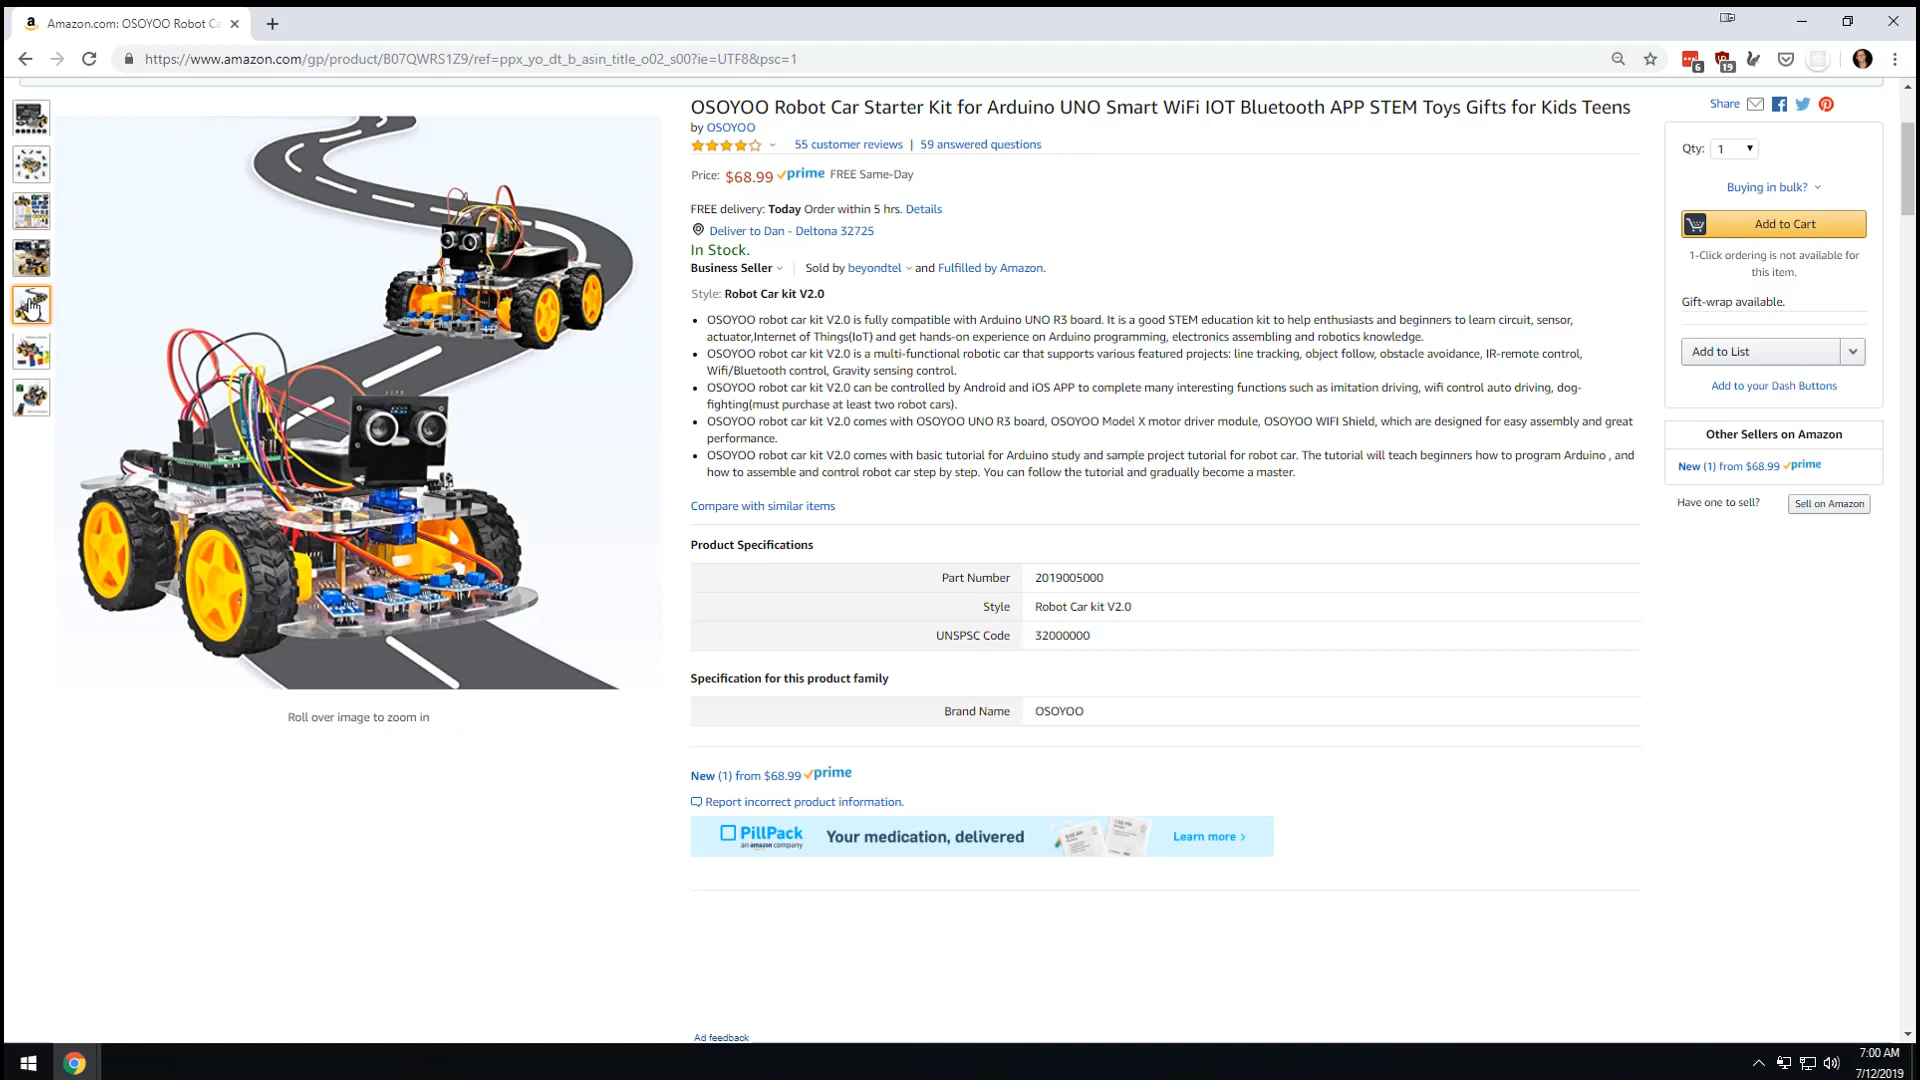 Amazon.com: OSOYOO Robot Ca
https://www.amazon.com/gp/product/B07QWRS1Z9/ref=ppx_yo_dt_b_asin_title_o02_s00?ie=UTF8&psc=1
6
19
OSOYOO Robot Car Starter Kit for Arduino UNO Smart WiFi IOT Bluetooth APP STEM Toys Gifts for Kids Teens
by OSOYOO
55 customer reviews | 59 answered questions
Price: $68.99 prime FREE Same-Day
FREE delivery: Today Order within 5 hrs. Details
Deliver to Dan - Deltona 32725
In Stock.
Business Seller | Sold by beyondtel and Fulfilled by Amazon.
Style: Robot Car kit V2.0
• OSOYOO robot car kit V2.0 is fully compatible with Arduino UNO R3 board. It is a good STEM education kit to help enthusiasts and beginners to learn circuit, sensor,
actuator,Internet of Things(IoT) and get hands-on experience on Arduino programming, electronics assembling and robotics knowledge.
• OSOYOO robot car kit V2.0 is a multi-functional robotic car that supports various featured projects: line tracking, object follow, obstacle avoidance, IR-remote control,
Wifi/Bluetooth control, Gravity sensing control.
• OSOYOO robot car kit V2.0 can be controlled by Android and iOS APP to complete many interesting functions such as imitation driving, wifi control auto driving, dog-
fighting(must purchase at least two robot cars).
• OSOYOO robot car kit V2.0 comes with OSOYOO UNO R3 board, OSOYOO Model X motor driver module, OSOYOO WIFI Shield, which are designed for easy assembly and great
performance.
• OSOYOO robot car kit V2.0 comes with basic tutorial for Arduino study and sample project tutorial for robot car. The tutorial will teach beginners how to program Arduino , and
how to assemble and control robot car step by step. You can follow the tutorial and gradually become a master.
Compare with similar items
Product Specifications
Part Number 2019005000
Style Robot Car kit V2.0
UNSPSC Code 32000000
Specification for this product family
Brand Name OSOYOO
New (1) from $68.99 prime
Report incorrect product information.
PillPack
an amazon company
Your medication, delivered
Learn more ›
Ad feedback
Roll over image to zoom in
Share
Qty: 1
Buying in bulk?
Add to Cart
1-Click ordering is not available for
this item.
Gift-wrap available.
Add to List
Add to your Dash Buttons
Other Sellers on Amazon
New (1) from $68.99 prime
Have one to sell? Sell on Amazon
7:00 AM
7/12/2019